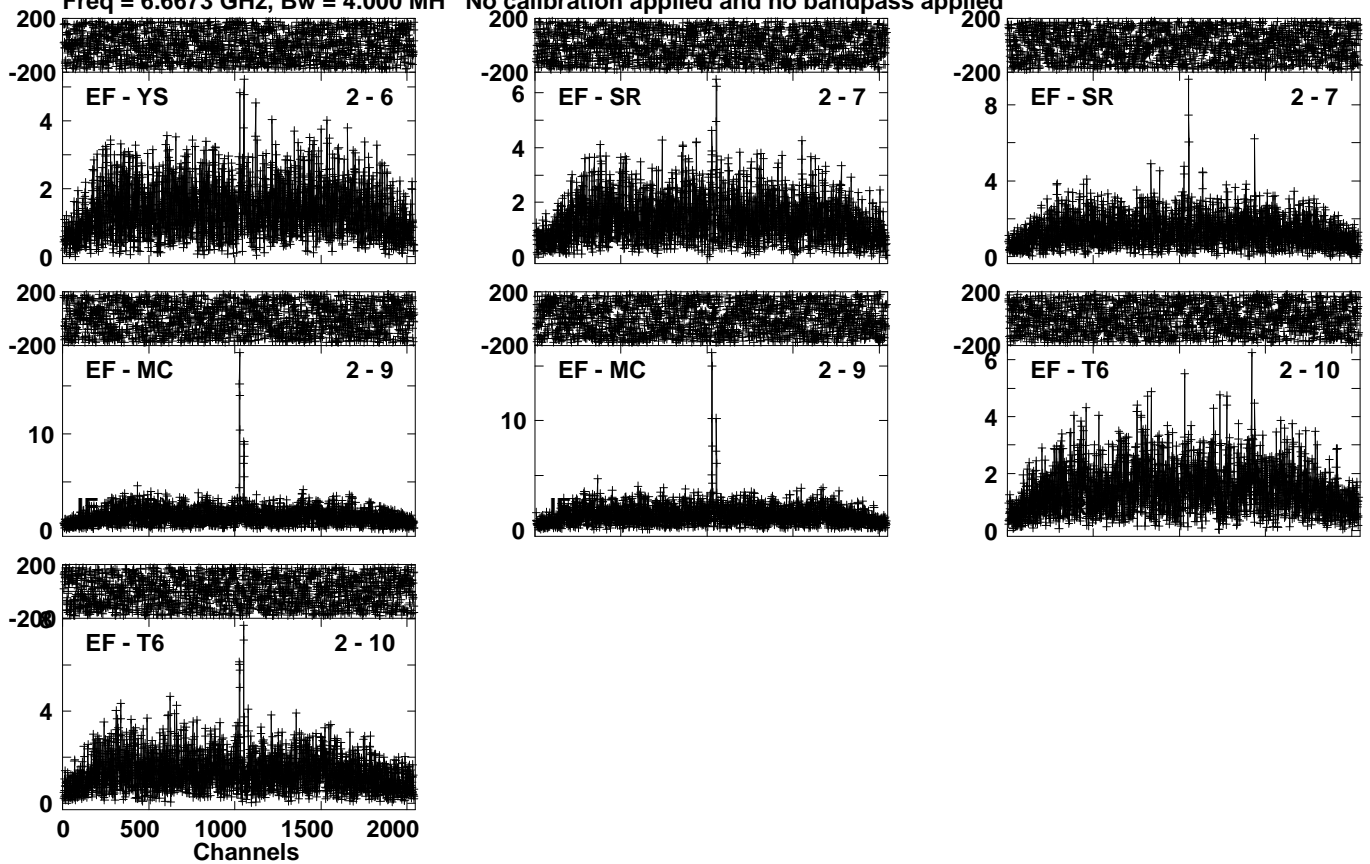 Freq = 6.6673 GHz, Bw = 4.000 MH No calibration applied and no bandpass applied
200 200 200
-200 -200 -200
EF - YS 2 - 6 EF - SR 2 - 7 EF - SR 2 - 7
4 6 8
2 4 4
0 2 0
0
200 200 200
-200 -200
EF - MC 2 - 9 EF - MC 2 - 9 EF - T6 2 - 10
6
10 10 4
IF IF 2
0 0 0
200
-200
8
EF - T6 2 - 10
4
0
0 500 1000 1500 2000
Channels